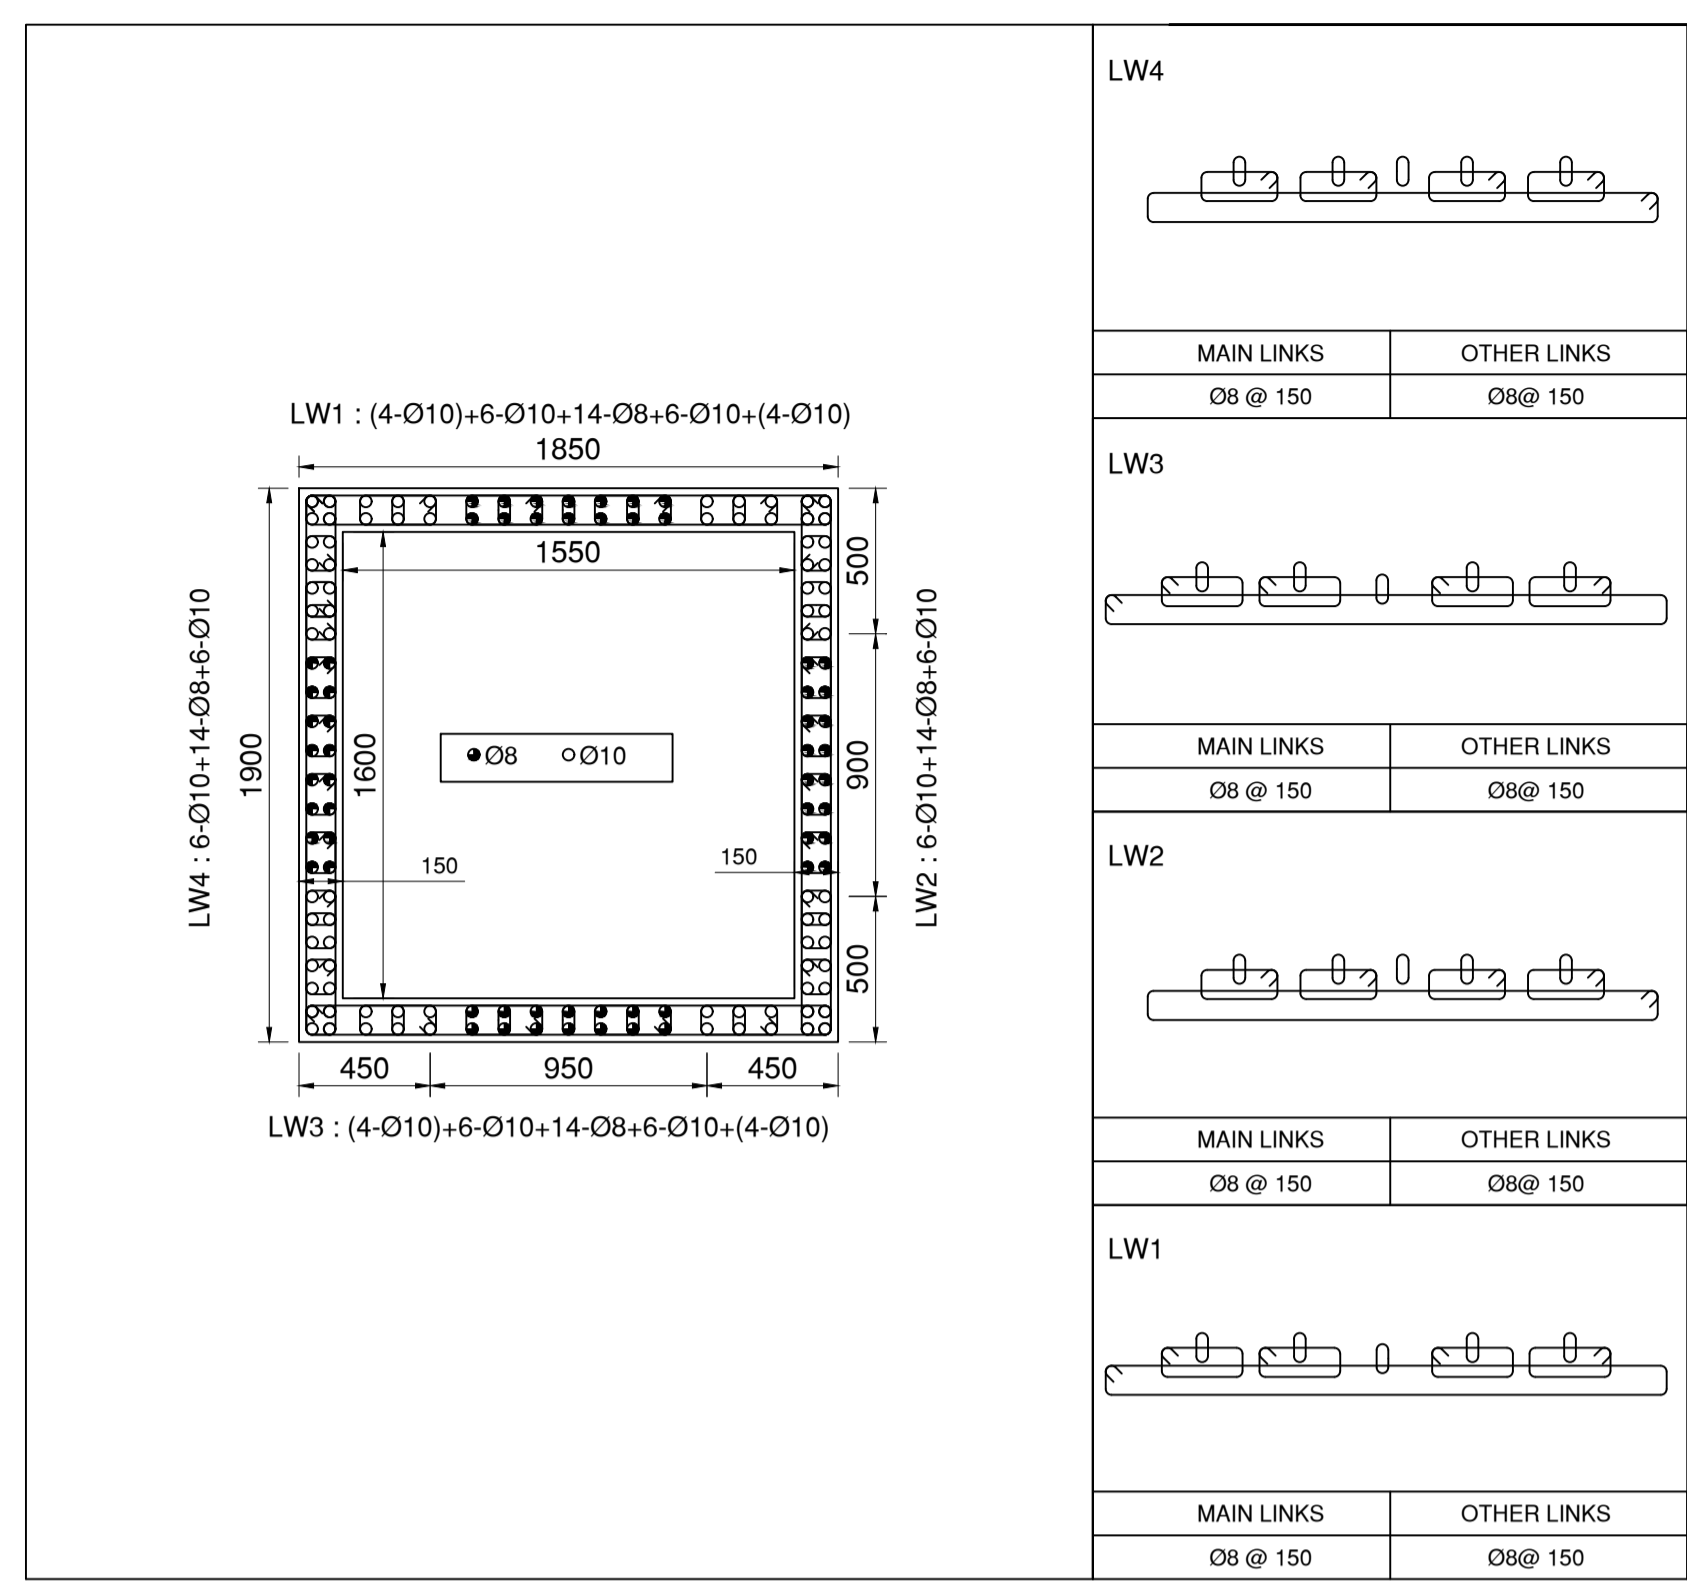 LW1 : (4-Ø10)+6-Ø10+14-Ø8+6-Ø10+(4-Ø10)
1850
1550
1600
1900
LW4 : 6-Ø10+14-Ø8+6-Ø10
Ø8 Ø10
150
150
500
900
500
LW2 : 6-Ø10+14-Ø8+6-Ø10
450 950 450
LW3 : (4-Ø10)+6-Ø10+14-Ø8+6-Ø10+(4-Ø10)
LW4
MAIN LINKS OTHER LINKS
Ø8 @ 150 Ø8@ 150
LW3
MAIN LINKS OTHER LINKS
Ø8 @ 150 Ø8@ 150
LW2
MAIN LINKS OTHER LINKS
Ø8 @ 150 Ø8@ 150
LW1
MAIN LINKS OTHER LINKS
Ø8 @ 150 Ø8@ 150